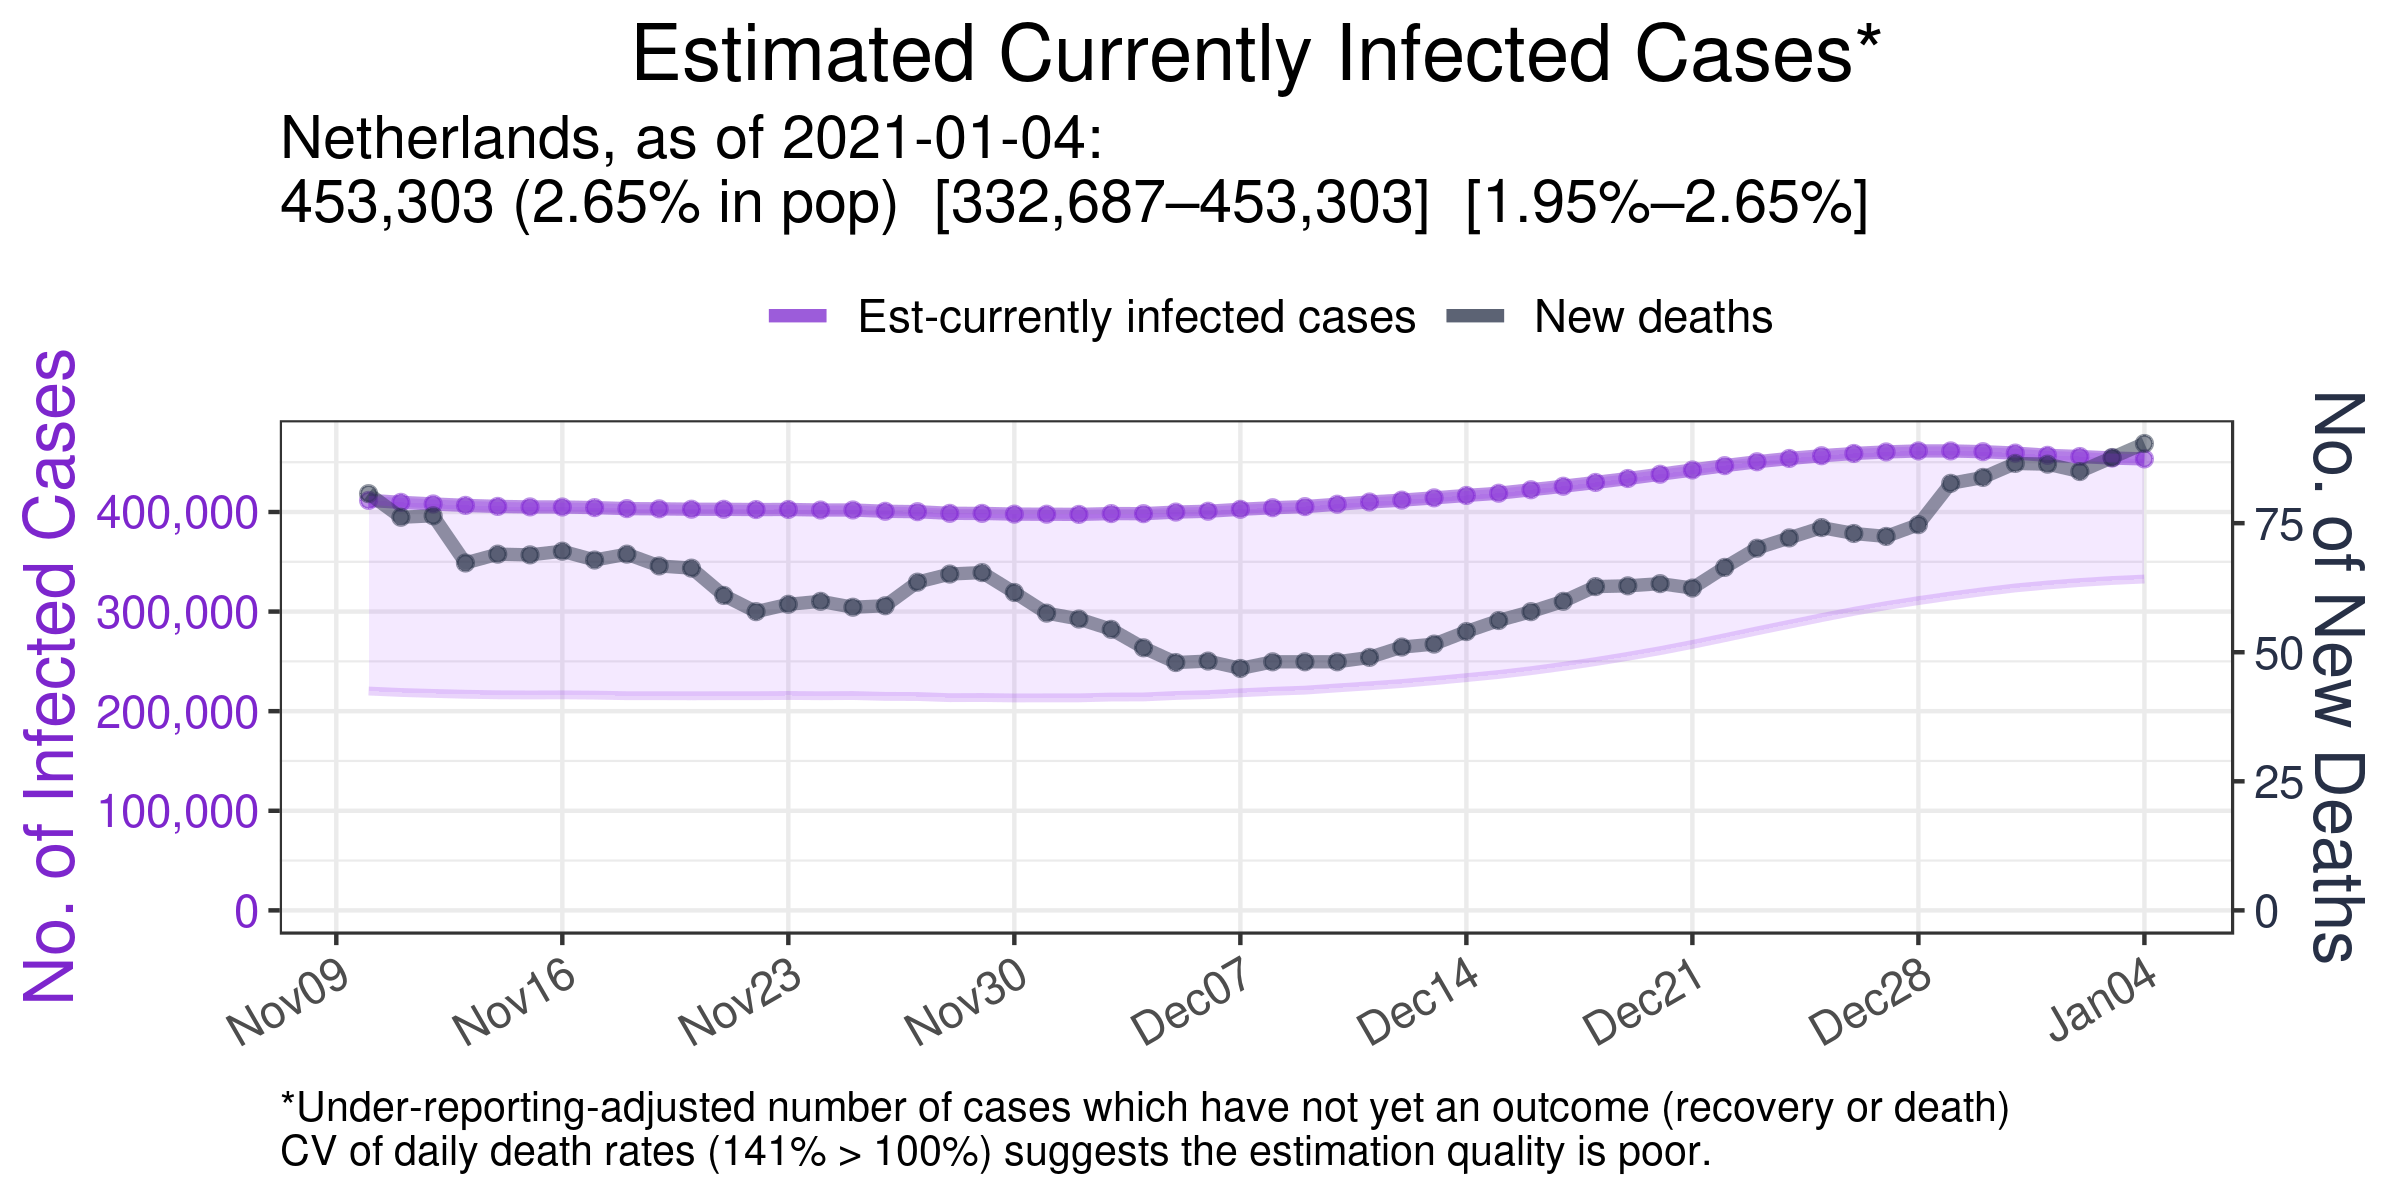 Estimated Currently Infected Cases*
Netherlands, as of 2021-01-04:
453,303 (2.65% in pop)  [332,687–453,303]  [1.95%–2.65%]
Est-currently infected cases
New deaths
No. of Infected Cases
400,000
300,000
200,000
100,000
0
No. of New Deaths
75
50
25
0
Nov09
Nov16
Nov23
Nov30
Dec07
Dec14
Dec21
Dec28
Jan04
*Under-reporting-adjusted number of cases which have not yet an outcome (recovery or death)
CV of daily death rates (141% > 100%) suggests the estimation quality is poor.